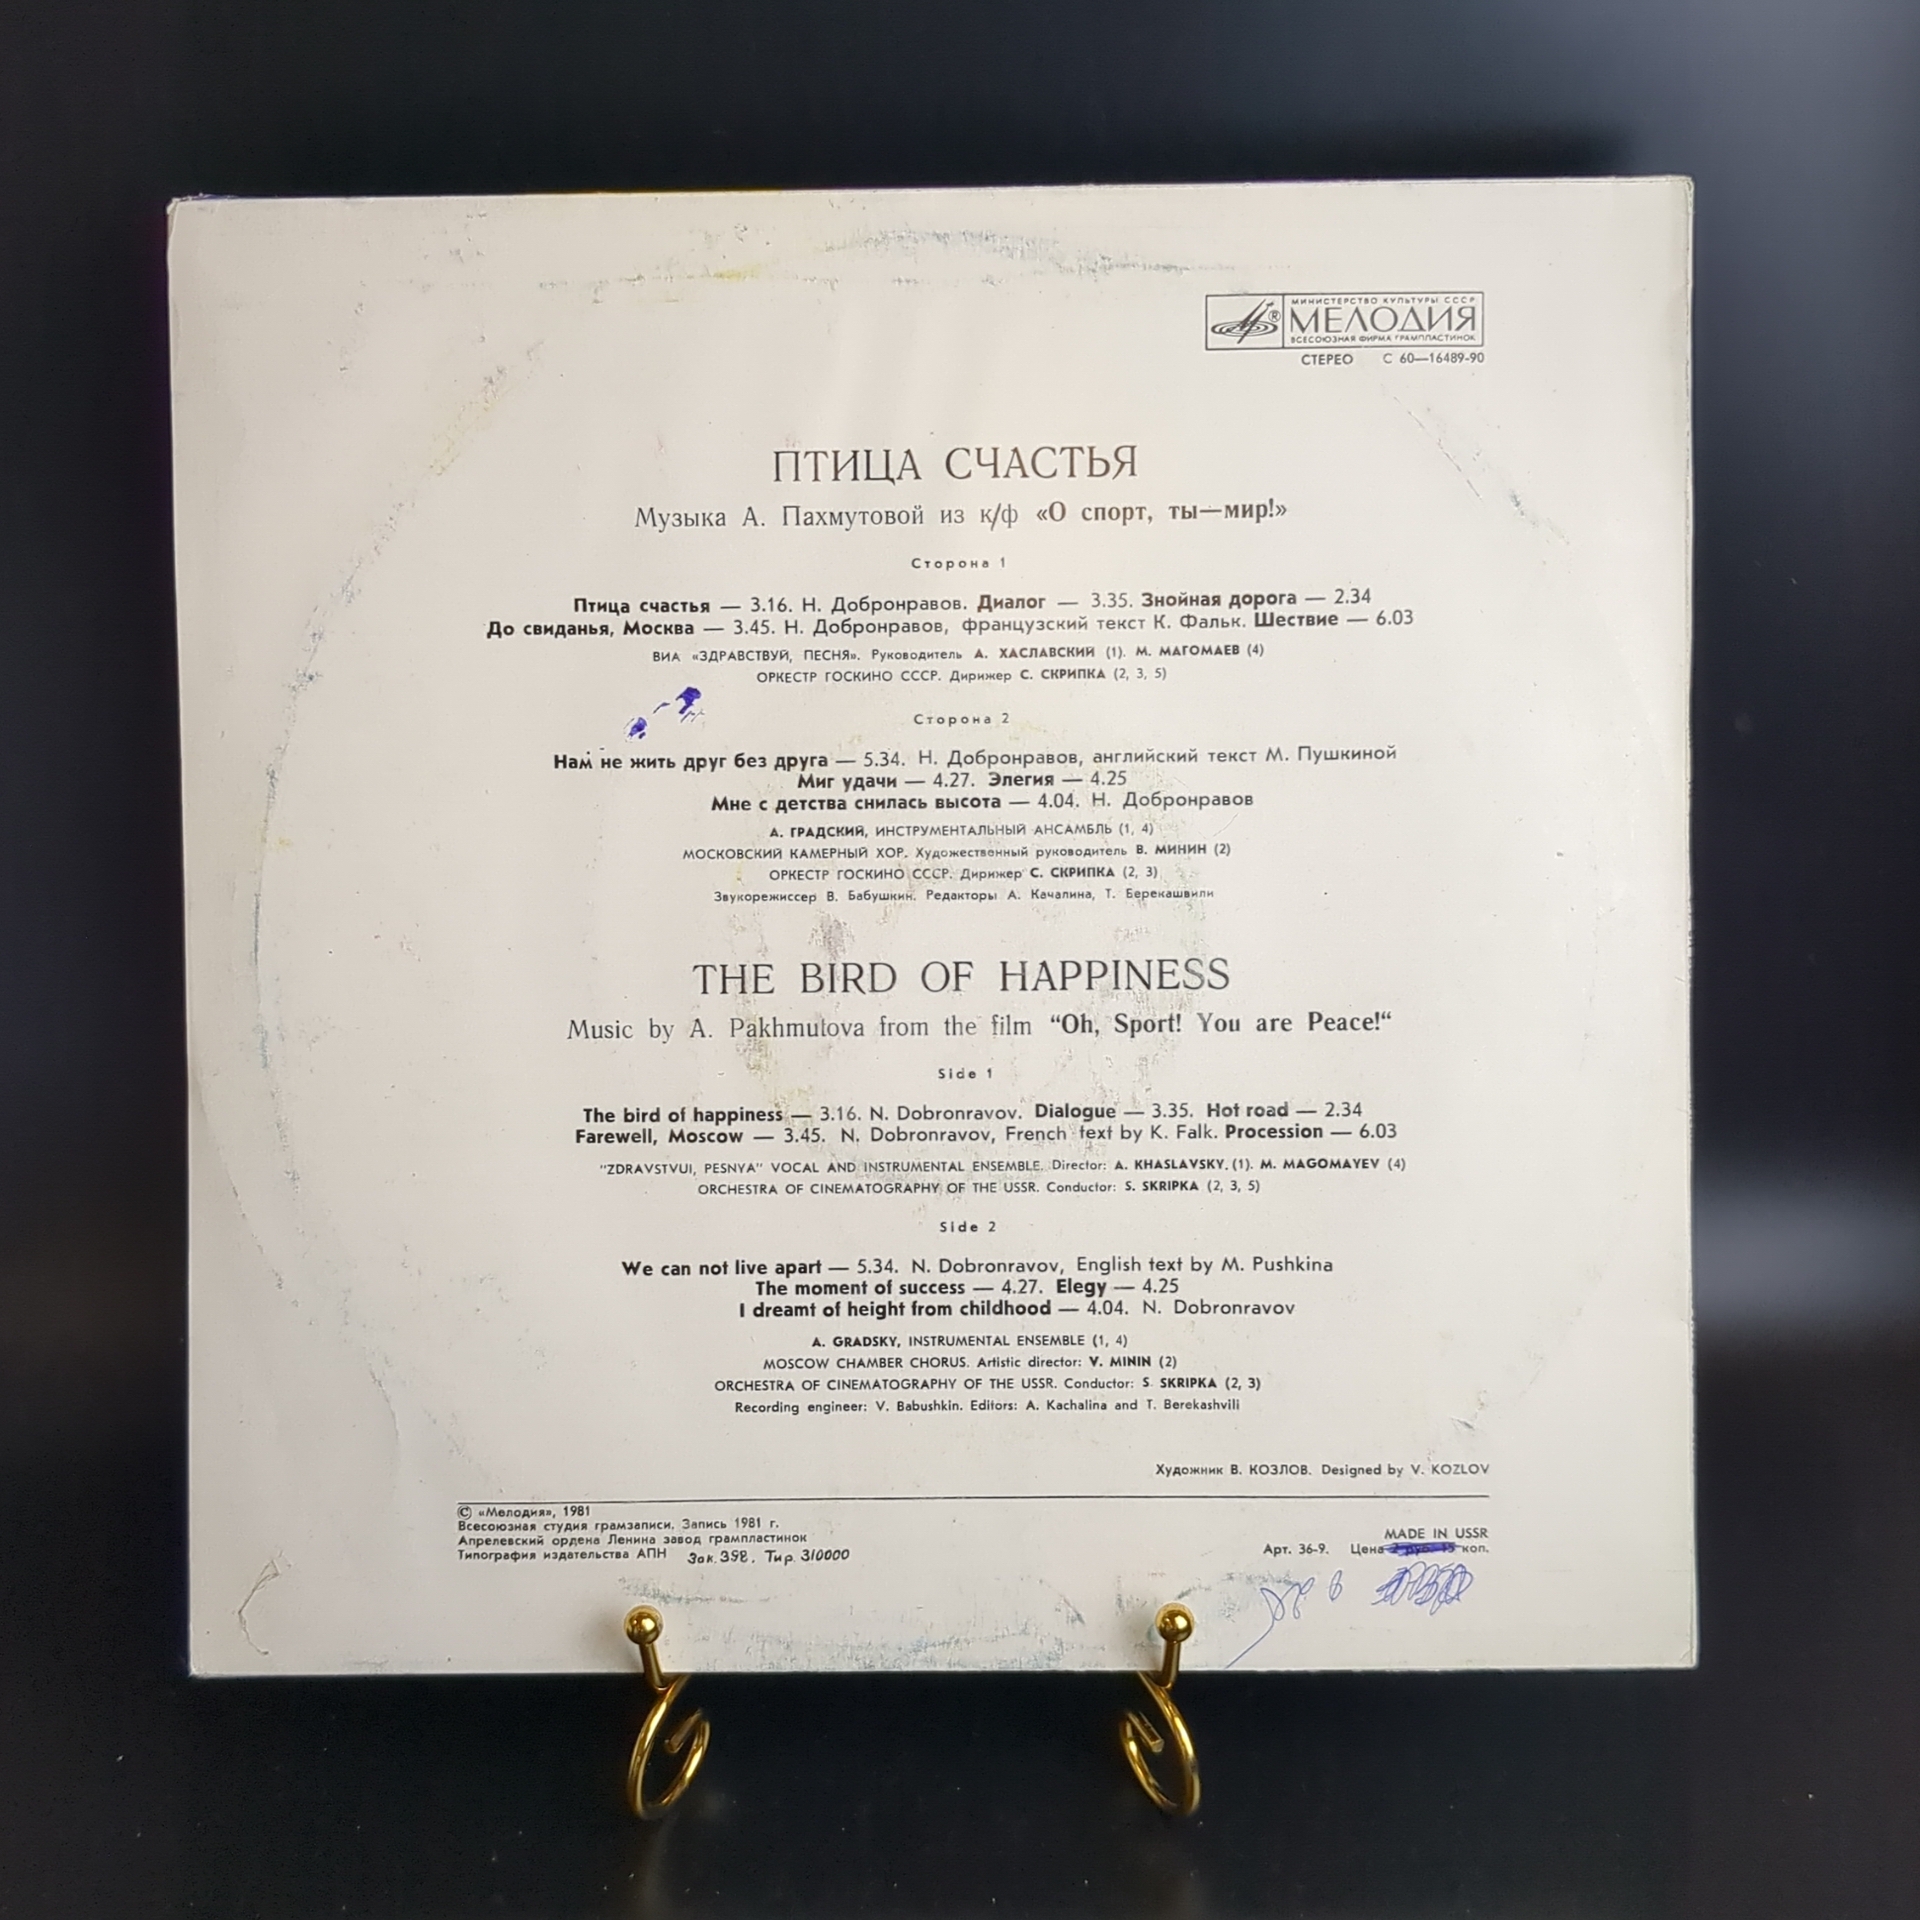 МИНИСТЕРСТВО КУЛЬТУРЫ СССР
МЕЛОДИЯ
ВСЕСОЮЗНАЯ ФИРМА ГРАМПЛАСТИНОК
СТЕРЕО С 60—16489-90
ПТИЦА СЧАСТЬЯ
Музыка А. Пахмутовой из к/ф «О спорт, ты—мир!»
Сторона 1
Птица счастья — 3.16. Н. Добронравов. Диалог — 3.35. Знойная дорога — 2.34
До свиданья, Москва — 3.45. Н. Добронравов, французский текст К. Фальк. Шествие — 6.03
ВИА «ЗДРАВСТВУЙ, ПЕСНЯ». Руководитель А. ХАСЛАВСКИЙ (1). М. МАГОМАЕВ (4)
ОРКЕСТР ГОСКИНО СССР. Дирижер С. СКРИПКА (2, 3, 5)
Сторона 2
Нам не жить друг без друга — 5.34. Н. Добронравов, английский текст М. Пушкиной
Миг удачи — 4.27. Элегия — 4.25
Мне с детства снилась высота — 4.04. Н. Добронравов
А. ГРАДСКИЙ, ИНСТРУМЕНТАЛЬНЫЙ АНСАМБЛЬ (1, 4)
МОСКОВСКИЙ КАМЕРНЫЙ ХОР. Художественный руководитель В. МИНИН (2)
ОРКЕСТР ГОСКИНО СССР. Дирижер С. СКРИПКА (2, 3)
Звукорежиссер В. Бабушкин. Редакторы А. Качалина, Т. Берекашвили
THE BIRD OF HAPPINESS
Music by A. Pakhmutova from the film “Oh, Sport! You are Peace!“
Side 1
The bird of happiness — 3.16. N. Dobronravov. Dialogue — 3.35. Hot road — 2.34
Farewell, Moscow — 3.45. N. Dobronravov, French text by K. Falk. Procession — 6.03
"ZDRAVSTVUI, PESNYA" VOCAL AND INSTRUMENTAL ENSEMBLE. Director: A. KHASLAVSKY. (1). M. MAGOMAYEV (4)
ORCHESTRA OF CINEMATOGRAPHY OF THE USSR. Conductor: S. SKRIPKA (2, 3, 5)
Side 2
We can not live apart — 5.34. N. Dobronravov, English text by M. Pushkina
The moment of success — 4.27. Elegy — 4.25
I dreamt of height from childhood — 4.04. N. Dobronravov
A. GRADSKY, INSTRUMENTAL ENSEMBLE (1, 4)
MOSCOW CHAMBER CHORUS. Artistic director: V. MININ (2)
ORCHESTRA OF CINEMATOGRAPHY OF THE USSR. Conductor: S. SKRIPKA (2, 3)
Recording engineer: V. Babushkin. Editors: A. Kachalina and T. Berekashvili
Художник В. КОЗЛОВ. Designed by V. KOZLOV
© «Мелодия», 1981
Всесоюзная студия грамзаписи. Запись 1981 г.
Апрелевский ордена Ленина завод грампластинок
Типография издательства АПН Зак. 398. Тир. 310000
MADE IN USSR
Арт. 36-9. Цена 2 руб. 15 коп.